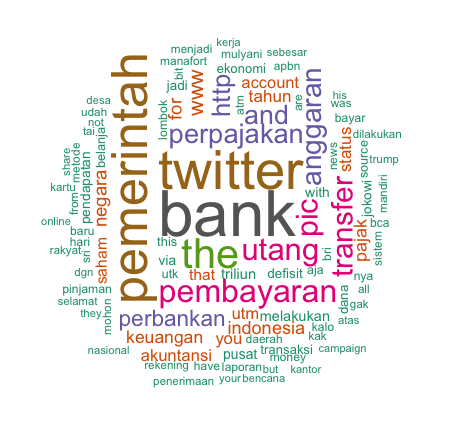 kerja
menjadi
mulyani
sebesar
manafort
ekonomi
apbn
bit
jadi
www
http
account
atm
are
his
desa
for
tahun
was
udah
lombok
and
anggaran
bayar
not
pemerintah
perpajakan
status
dilakukan
tai
belanja
news
source
share
metode
twitter
trump
kartu
from
pendapatan
negara
bank
with
pic
transfer
jokowi
mandiri
online
baru
saham
this
the
utang
pajak
bca
hari
via
bri
sistem
rakyat
sri
dgn
utk
that
triliun
defisit
aja
nya
pinjaman
pembayaran
dana
all
selamat
gak
they
mohon
perbankan
utm
melakukan
atas
indonesia
kalo
keuangan
you
daerah
kak
nasional
akuntansi
pusat
transaksi
campaign
rekening
have
laporan
money
but
kantor
penerimaan
your
bencana